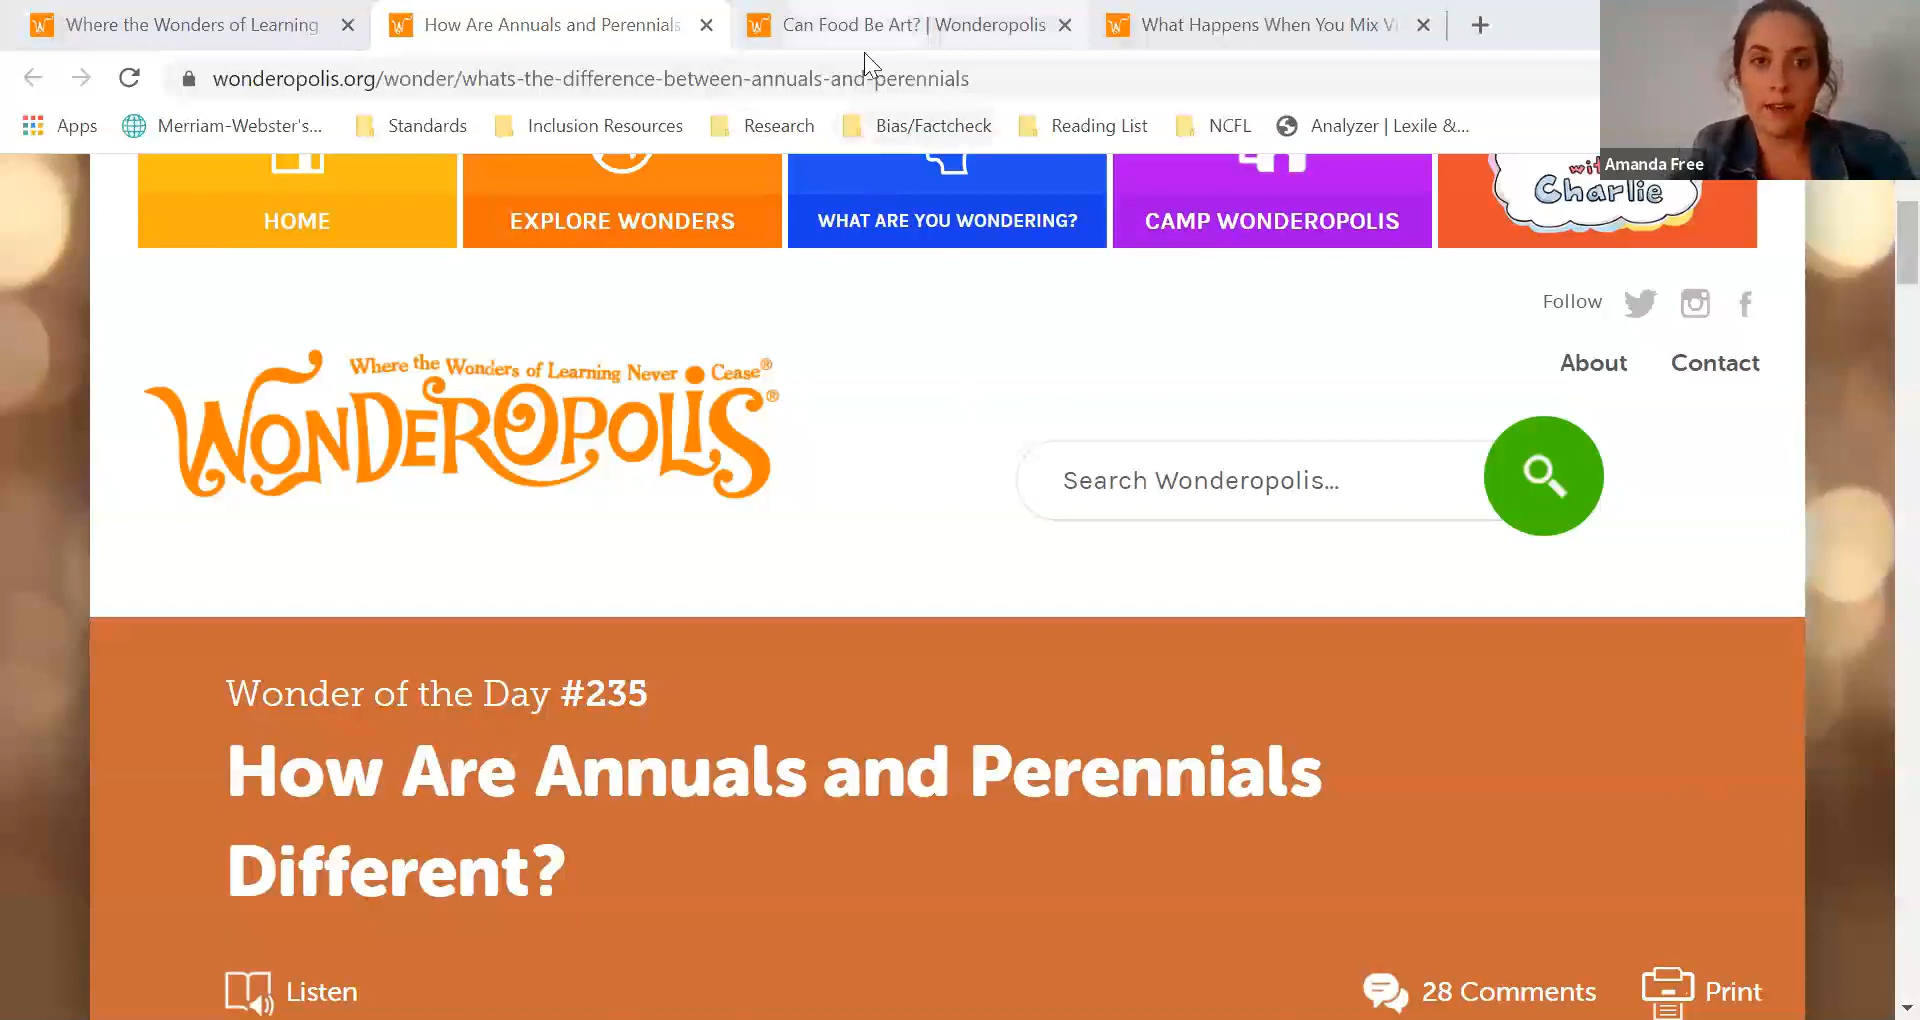 Where the Wonders of Learning
How Are Annuals and Perennials
Can Food Be Art? | Wonderopolis
What Happens When You Mix Vi
wonderopolis.org/wonder/whats-the-difference-between-annuals-and-perennials
Apps
Merriam-Webster's...
Standards
Inclusion Resources
Research
Bias/Factcheck
Reading List
NCFL
Analyzer | Lexile &...
Amanda Free
HOME
EXPLORE WONDERS
WHAT ARE YOU WONDERING?
CAMP WONDEROPOLIS
with
Charlie
Follow
About
Contact
Where the Wonders of Learning Never Cease®
WONDEROPOLIS®
Search Wonderopolis...
Wonder of the Day #235
How Are Annuals and Perennials
Different?
Listen
28 Comments
Print